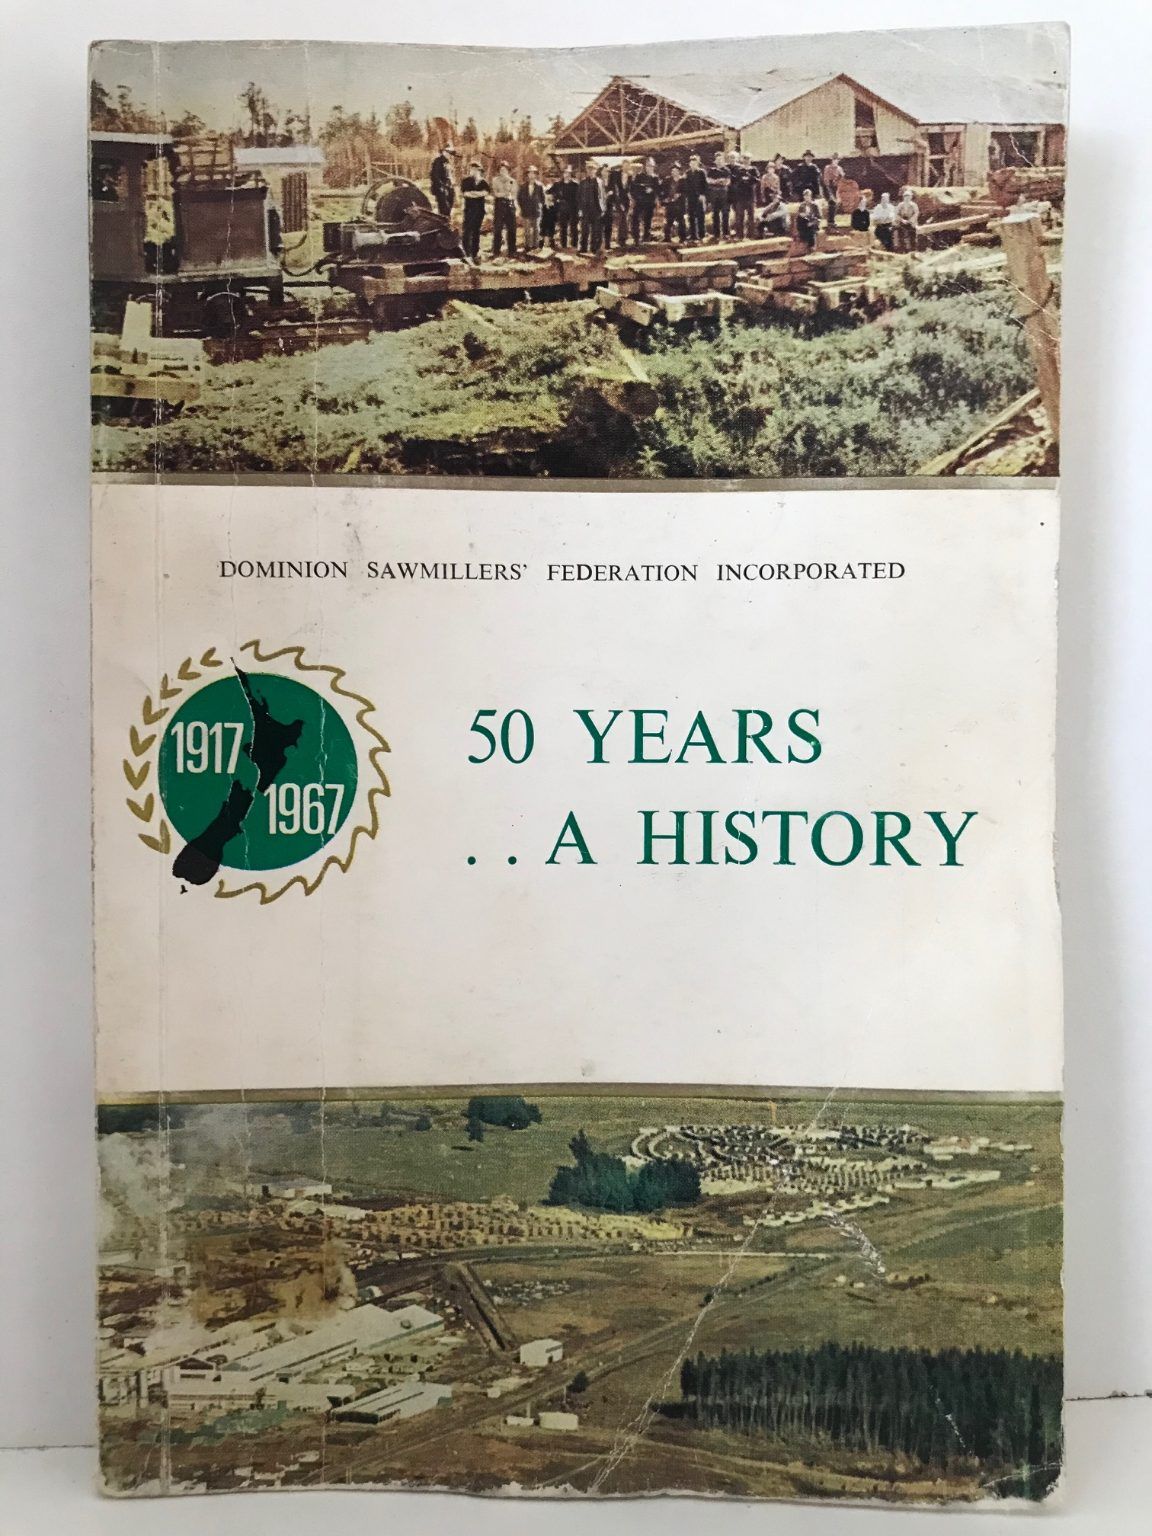 DOMINION SAWMILLERS' FEDERATION INCORPORATED
1917
1967
50 YEARS
. . A HISTORY